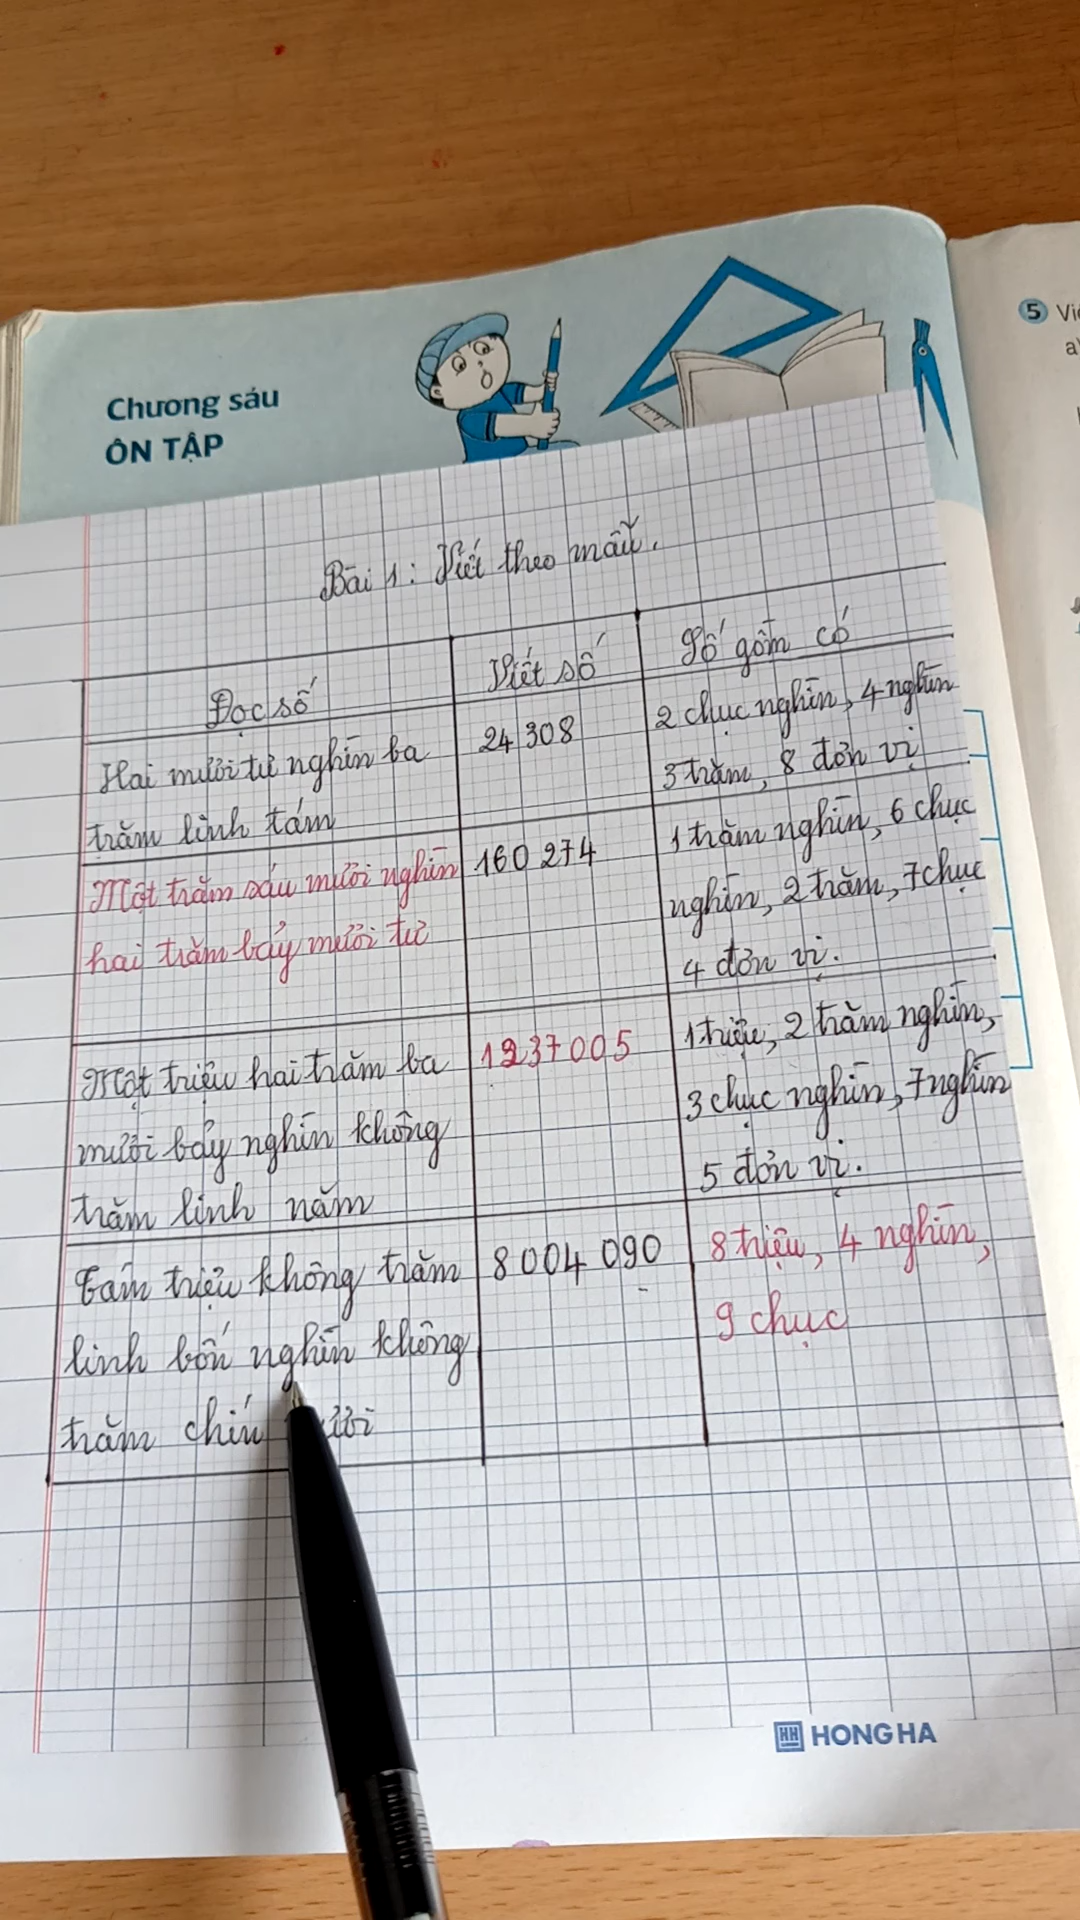 Chương sáu
ÔN TẬP
5 Vi
a
Bài 1: Viết theo mẫu.
Đọc số
Viết số
Số gồm có
Hai mươi tư nghìn ba
trăm linh tám
24 308
2 chục nghìn, 4 nghìn
3 trăm, 8 đơn vị
Một trăm sáu mươi nghìn
hai trăm bảy mươi tư
160 274
1 trăm nghìn, 6 chục
nghìn, 2 trăm, 7 chục
4 đơn vị.
Một triệu hai trăm ba
mươi bảy nghìn không
trăm linh năm
1237005
1 triệu, 2 trăm nghìn,
3 chục nghìn, 7 nghìn
5 đơn vị.
Tám triệu không trăm
linh bốn nghìn không
trăm chín ươi
8 004 090
8 triệu, 4 nghìn,
9 chục
HH HONG HA